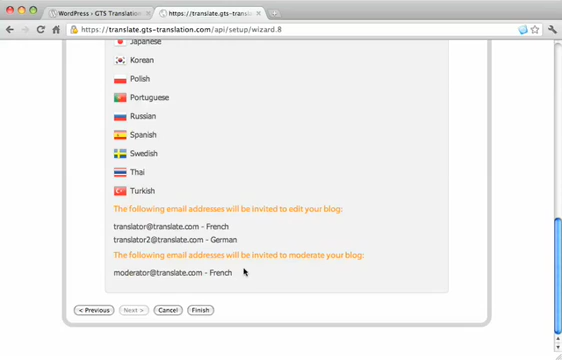 WordPress › GTS Translation
https://translate.gts-translation
https://translate.gts-translation.com/api/setup/wizard.8
Japanese
Korean
Polish
Portuguese
Russian
Spanish
Swedish
Thai
Turkish
The following email addresses will be invited to edit your blog:
translator@translate.com - French
translator2@translate.com - German
The following email addresses will be invited to moderate your blog:
moderator@translate.com - French
< Previous
Next >
Cancel
Finish